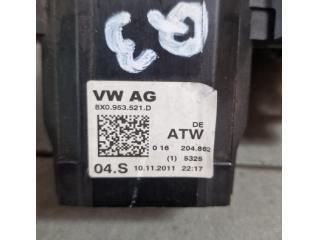 VW AG
8X0.953.521.D
DE
ATW
0 16 204.862
(1) 5325
04.S 10.11.2011 22:17